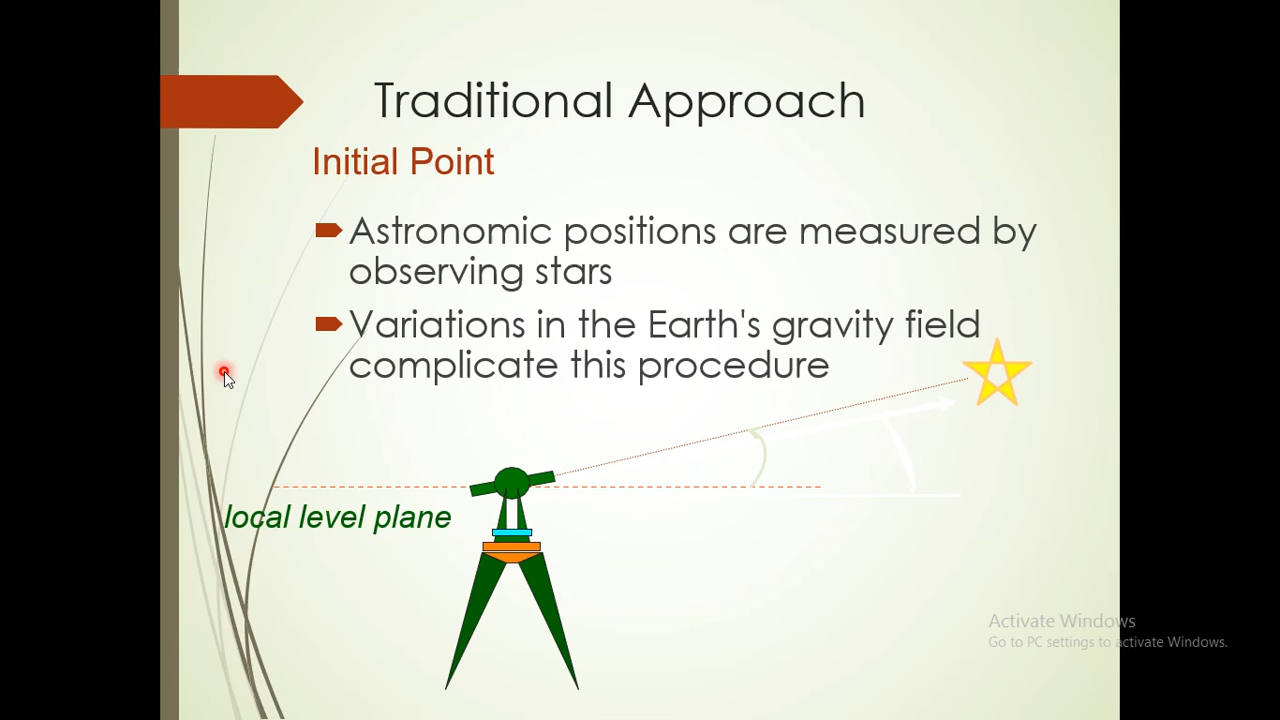 Traditional Approach
Initial Point
Astronomic positions are measured by
observing stars
Variations in the Earth's gravity field
complicate this procedure
local level plane
Activate Windows
Go to PC settings to activate Windows.